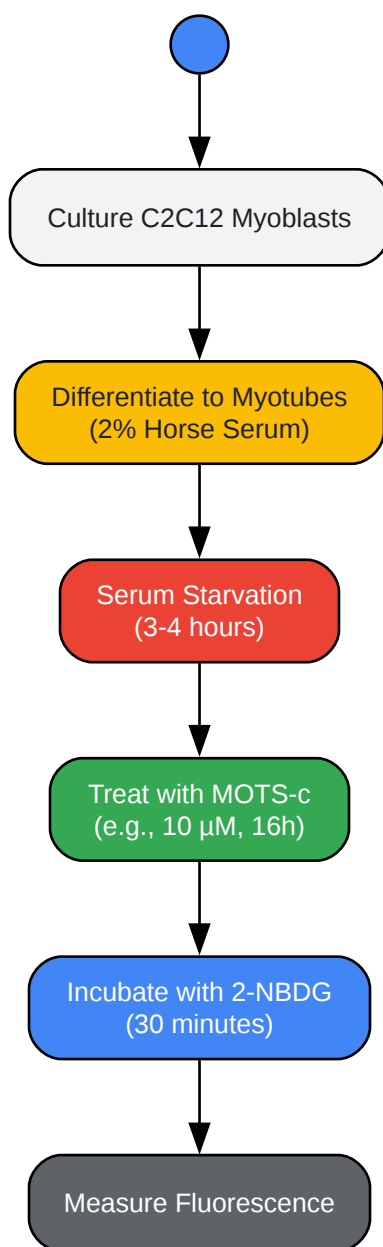 Culture C2C12 Myoblasts
Differentiate to Myotubes
(2% Horse Serum)
Serum Starvation
(3-4 hours)
Treat with MOTS-c
(e.g., 10 µM, 16h)
Incubate with 2-NBDG
(30 minutes)
Measure Fluorescence